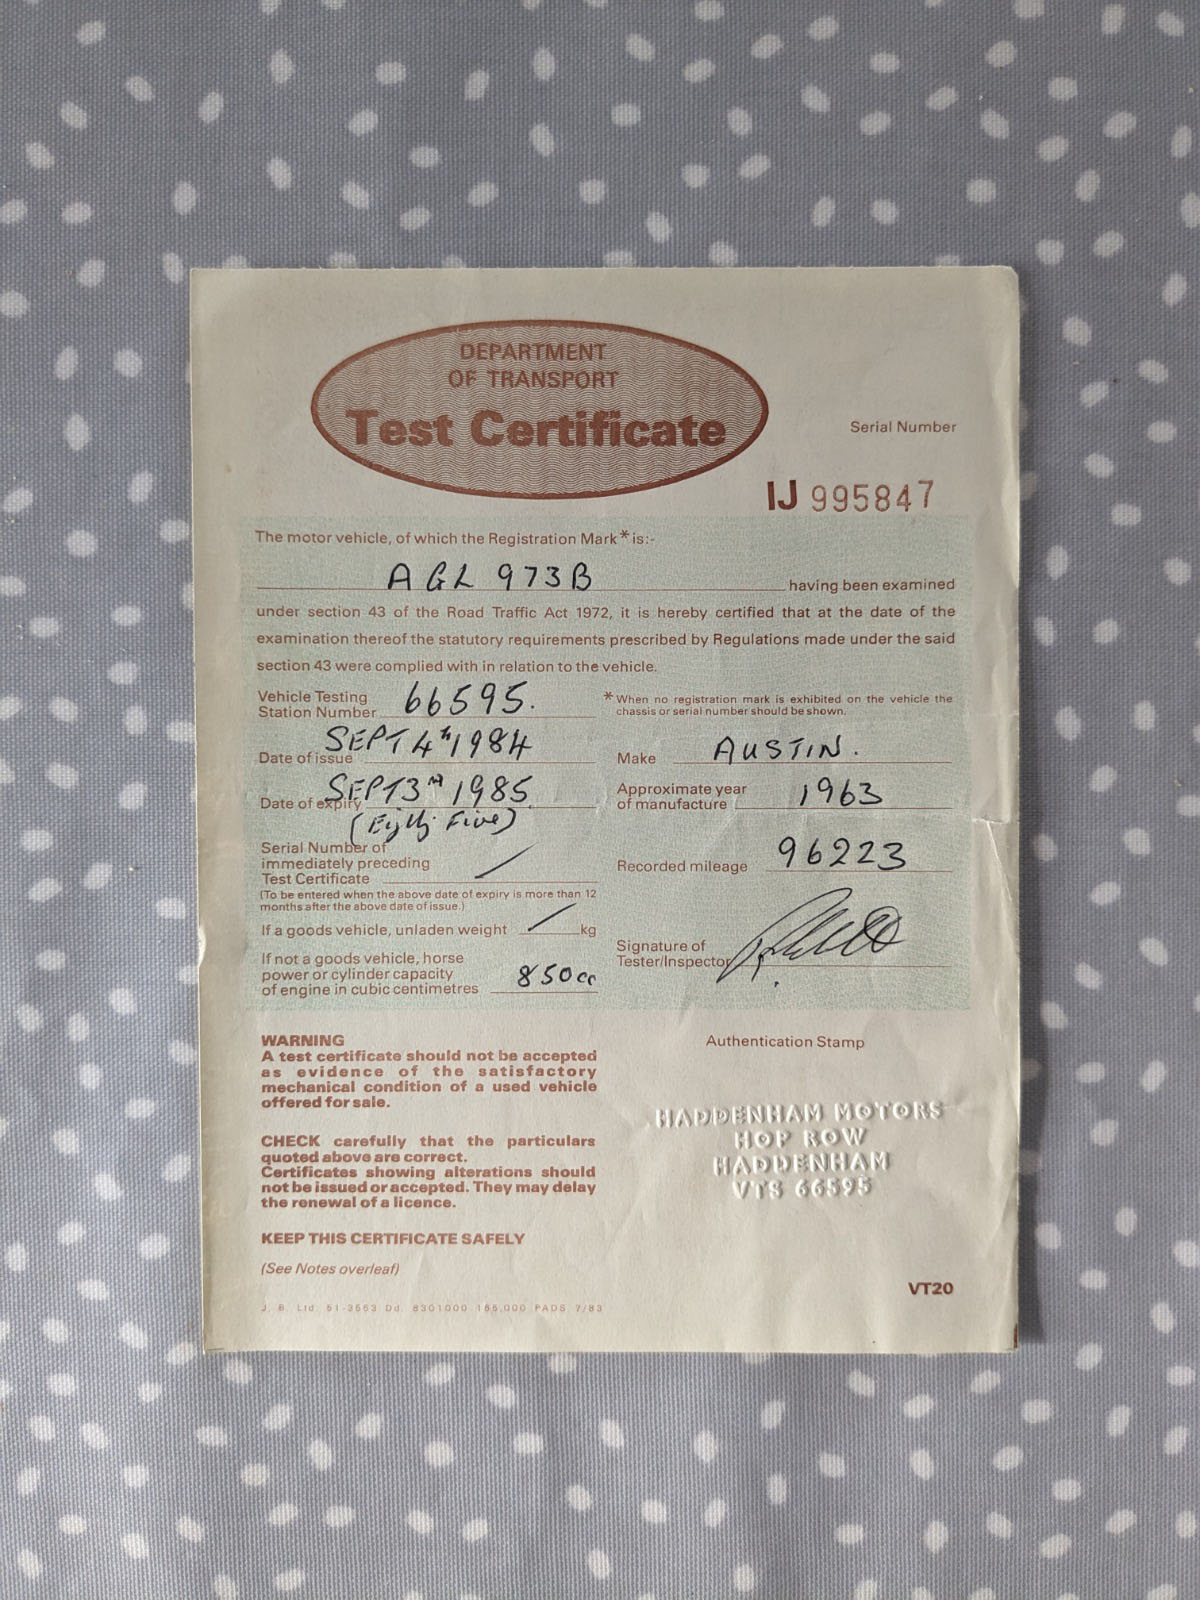 DEPARTMENT
OF TRANSPORT
Test Certificate
Serial Number
IJ 995847
The motor vehicle, of which the Registration Mark * is:-
AGL 973B having been examined
under section 43 of the Road Traffic Act 1972, it is hereby certified that at the date of the
examination thereof the statutory requirements prescribed by Regulations made under the said
section 43 were complied with in relation to the vehicle.
Vehicle Testing
Station Number 66595.
* When no registration mark is exhibited on the vehicle the
chassis or serial number should be shown.
Date of issue SEPT 4th 1984
Make AUSTIN.
Date of expiry SEPT 3rd 1985
(Eighty Five)
Approximate year
of manufacture 1963
Serial Number of
immediately preceding
Test Certificate /
(To be entered when the above date of expiry is more than 12
months after the above date of issue.)
Recorded mileage 96223
If a goods vehicle, unladen weight / kg
If not a goods vehicle, horse
power or cylinder capacity
of engine in cubic centimetres 850cc
Signature of
Tester/Inspector
WARNING
A test certificate should not be accepted
as evidence of the satisfactory
mechanical condition of a used vehicle
offered for sale.
CHECK carefully that the particulars
quoted above are correct.
Certificates showing alterations should
not be issued or accepted. They may delay
the renewal of a licence.
KEEP THIS CERTIFICATE SAFELY
(See Notes overleaf)
Authentication Stamp
HADDENHAM MOTORS
HOP ROW
HADDENHAM
VTS 66595
VT20
J. B. Ltd. 51-3553 Dd. 8301000 165,000 PADS 7/83